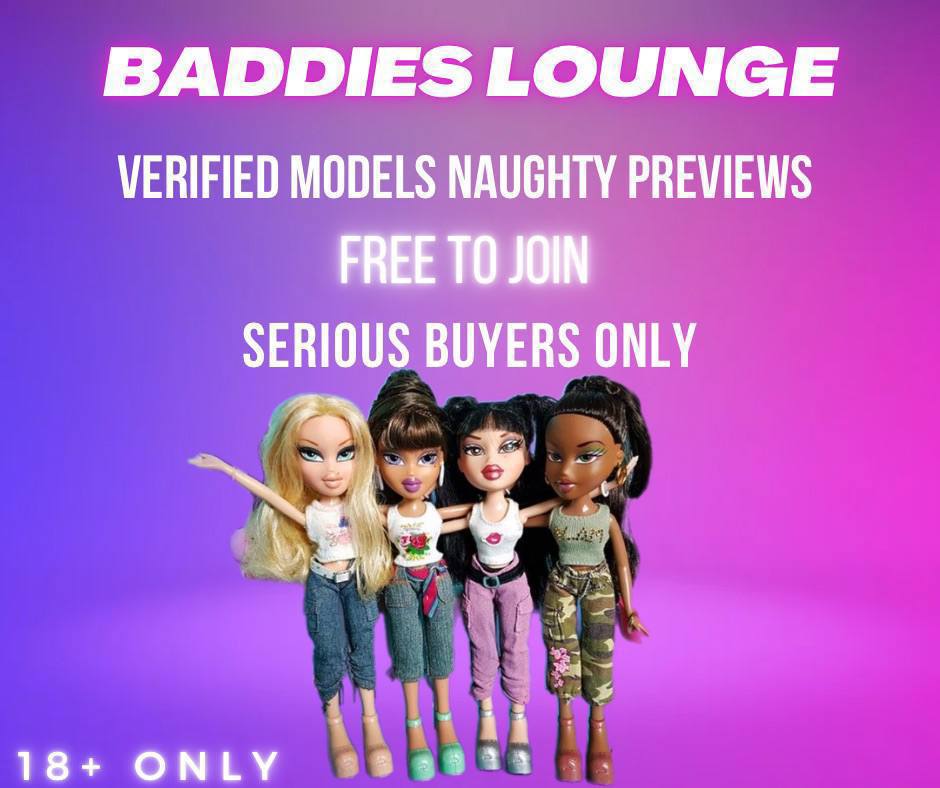 BADDIES LOUNGE
VERIFIED MODELS NAUGHTY PREVIEWS
FREE TO JOIN
SERIOUS BUYERS ONLY
18+ ONLY